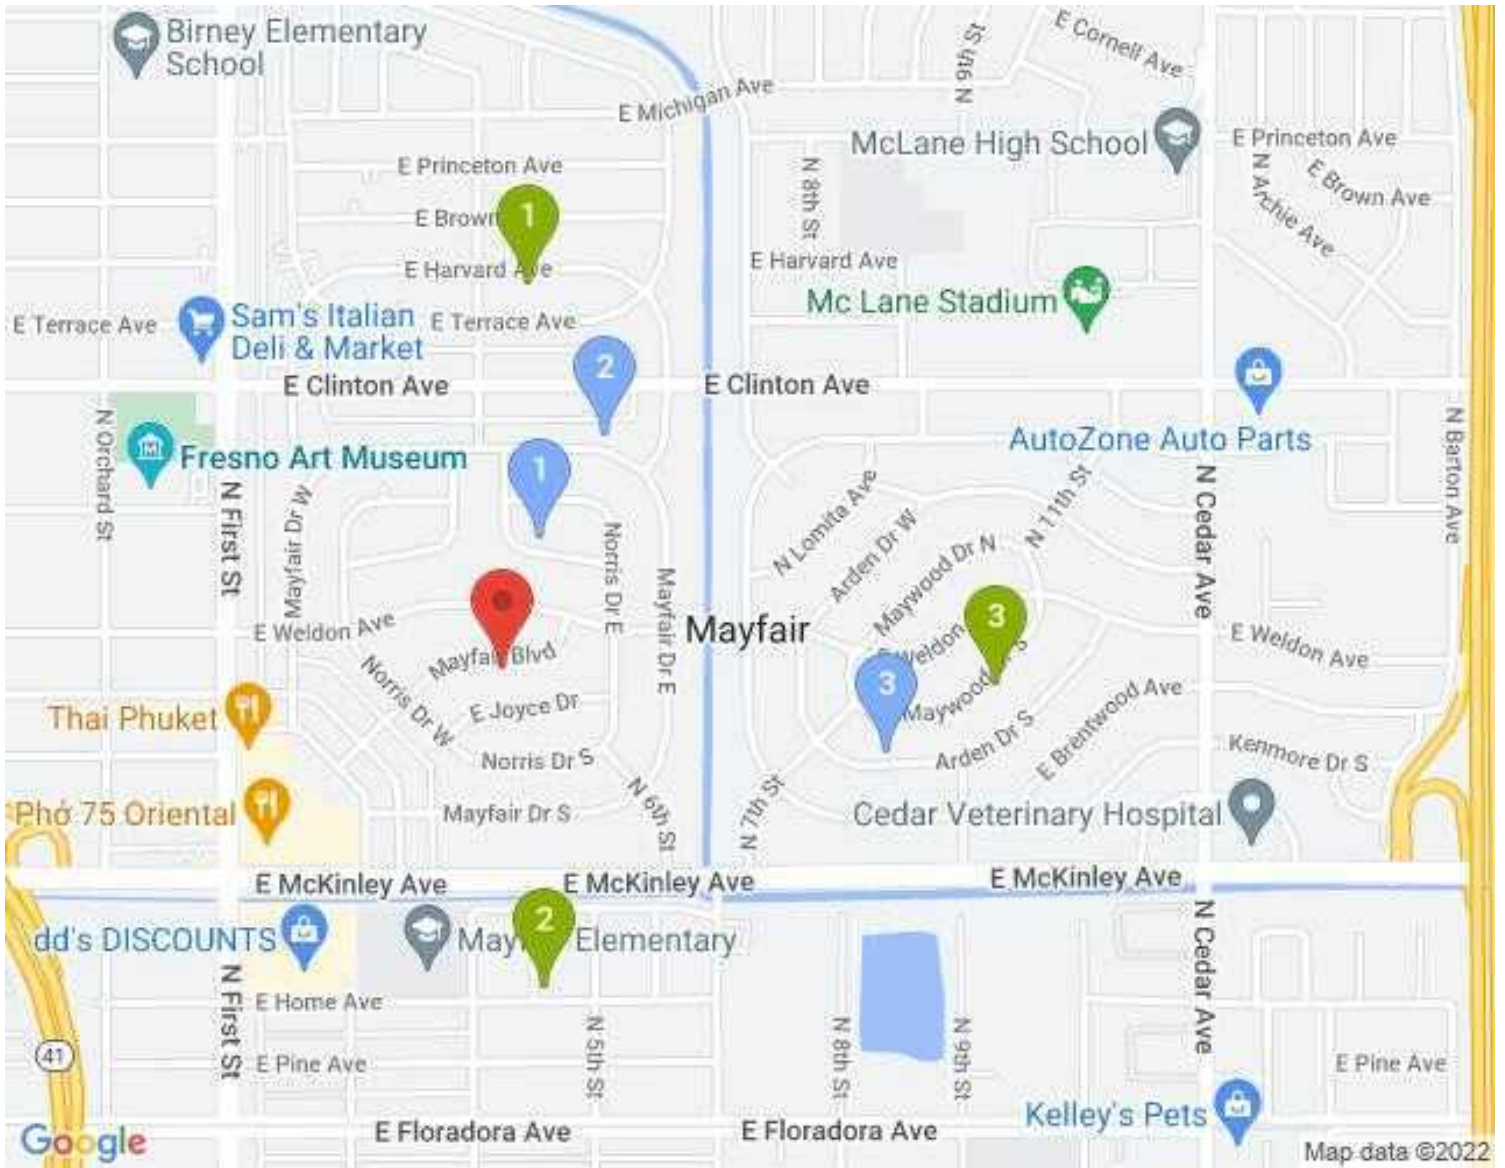 Birney Elementary
School
E Cornell Ave
N 9th St
E Michigan Ave
McLane High School
E Princeton Ave
E Princeton Ave
N 8th St
N Archie Ave
E Brown Ave
1
E Brown
E Harvard Ave
E Harvard Ave
Mc Lane Stadium
E Terrace Ave
Sam's Italian
Deli & Market
E Terrace Ave
2
E Clinton Ave
E Clinton Ave
N Orchard St
Fresno Art Museum
1
AutoZone Auto Parts
N Barton Ave
N First St
Mayfair Dr W
Norris Dr E
Mayfair Dr E
N Lomita Ave
Arden Dr W
Maywood Dr N
N 11th St
N Cedar Ave
E Weldon Ave
Mayfair
3
Weldon
E Weldon Ave
Mayfair Blvd
Norris Dr W
E Joyce Dr
3
Maywood Dr S
E Brentwood Ave
Thai Phuket
Norris Dr S
Arden Dr S
Kenmore Dr S
Phở 75 Oriental
Mayfair Dr S
N 6th St
N 7th St
Cedar Veterinary Hospital
E McKinley Ave
E McKinley Ave
E McKinley Ave
dd's DISCOUNTS
2
Elementary
N Cedar Ave
N First St
E Home Ave
N 5th St
N 8th St
N 9th St
41
E Pine Ave
E Pine Ave
Kelley's Pets
Google
E Floradora Ave
E Floradora Ave
Map data ©2022